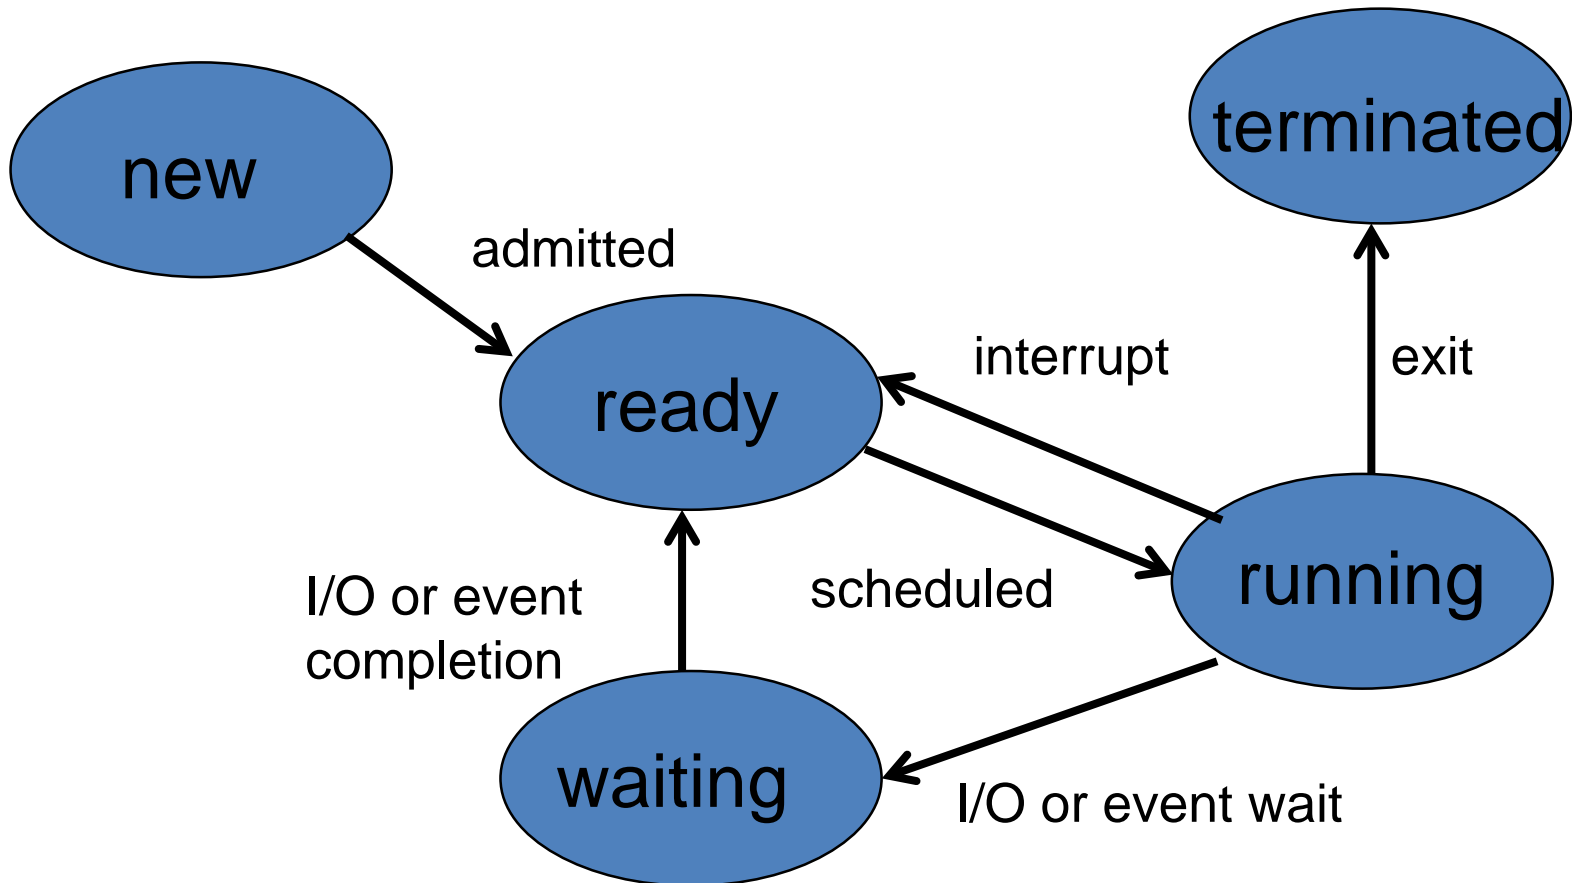 terminated
new
admitted
interrupt
exit
ready
running
scheduled
I/O or event
completion
waiting
I/O or event wait